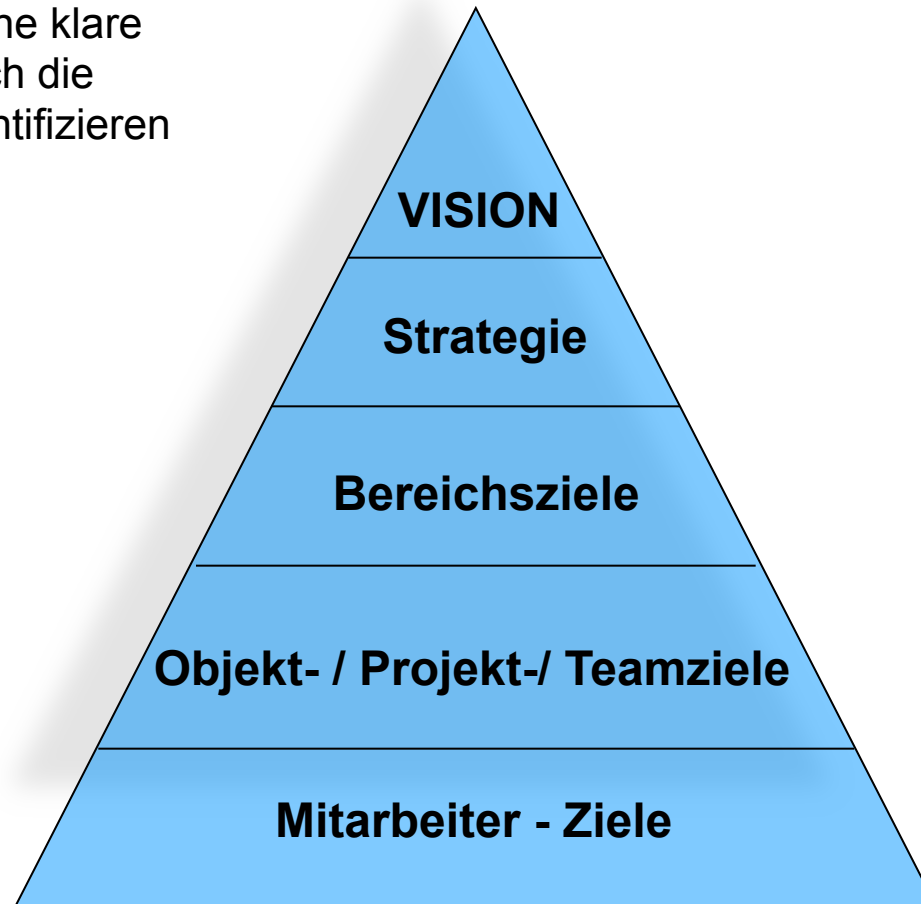 ne klare
ch die
ntifizieren
VISION
Strategie
Bereichsziele
Objekt- / Projekt-/ Teamziele
Mitarbeiter - Ziele